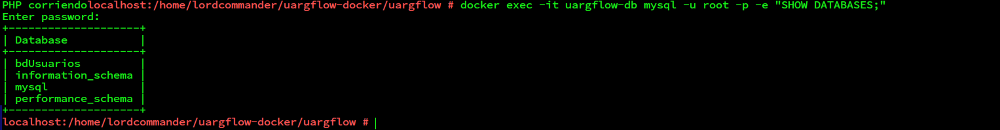 PHP corriendolocalhost:/home/lordcommander/uargflow-docker/uargflow # docker exec -it uargflow-db mysql -u root -p -e "SHOW DATABASES;"
Enter password:
+--------------------+
| Database           |
+--------------------+
| bdUsuarios         |
| information_schema |
| mysql              |
| performance_schema |
+--------------------+
localhost:/home/lordcommander/uargflow-docker/uargflow #